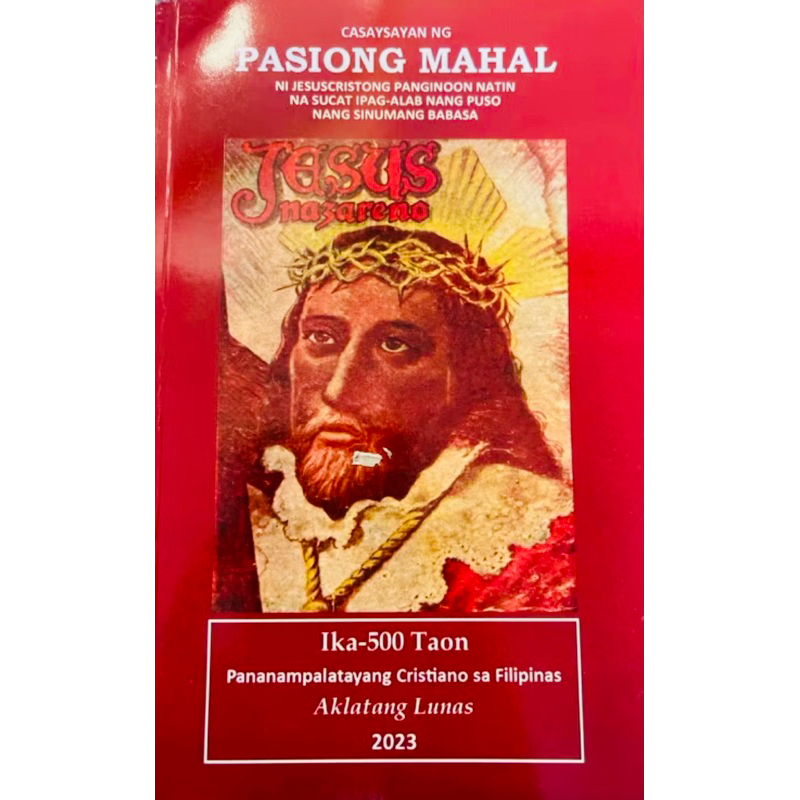 CASAYSAYAN NG
PASIONG MAHAL
NI JESUSCRISTONG PANGINOON NATIN
NA SUCAT IPAG-ALAB NANG PUSO
NANG SINUMANG BABASA
JESUS
nazareno
Ika-500 Taon
Pananampalatayang Cristiano sa Filipinas
Aklatang Lunas
2023